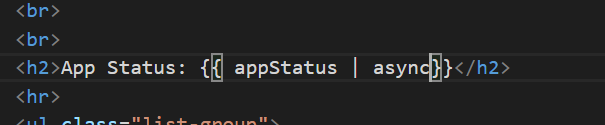 <br>
<br>
<h2>App Status: {{ appStatus | async}}</h2>
<hr>
<ul class="list-group">